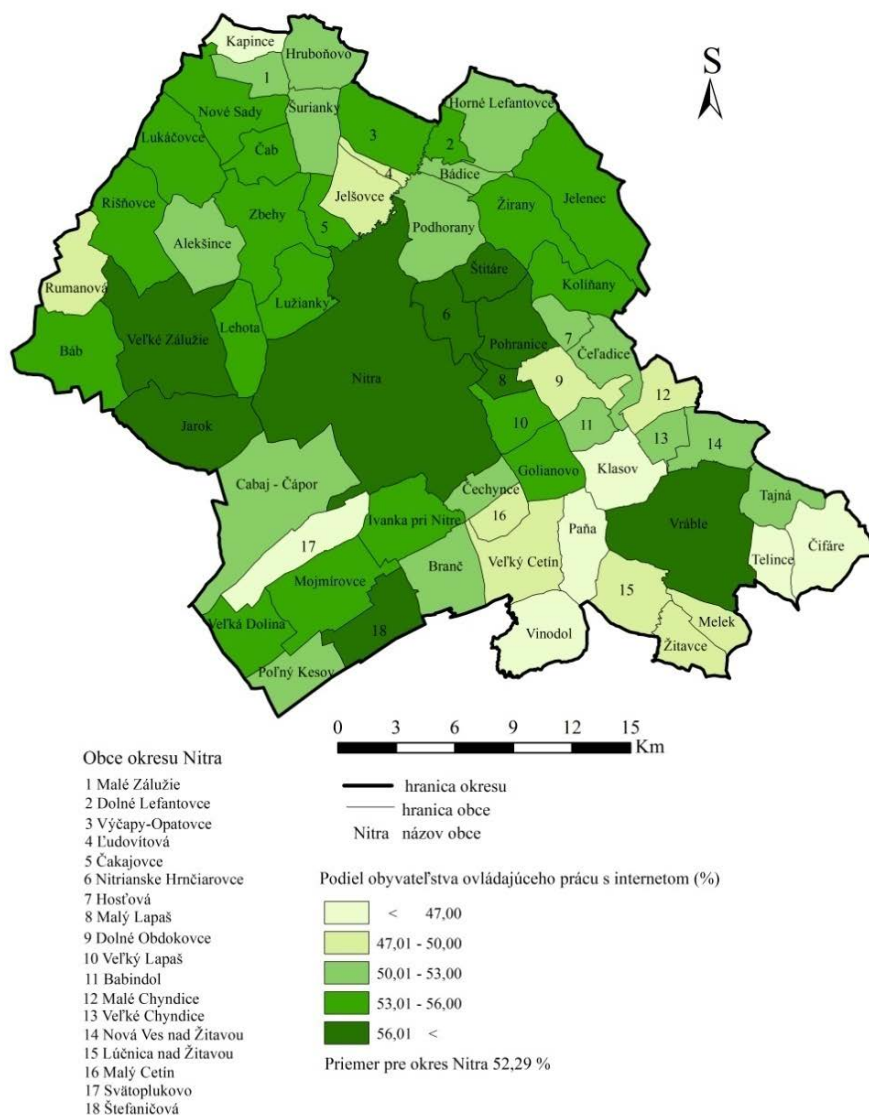 Kapince
Hruboňovo
1
S
Nové Sady
Šurianky
Horné Lefantovce
Lukáčovce
3
2
Čab
4
Bádice
Jelšovce
Jelenec
Rišňovce
Zbehy
Žirany
Alekšince
5
Podhorany
Štitáre
Kolíňany
Rumanová
Lužianky
6
Lehota
Veľké Zálužie
Pohranice
7
Čeľadice
Báb
Nitra
8
9
12
Jarok
10
11
13
14
Golianovo
Klasov
Cabaj - Čápor
Čechynce
Tajná
16
Ivanka pri Nitre
Paňa
Vráble
17
Čifáre
Telince
Branč
Veľký Cetín
Mojmírovce
15
Melek
Veľká Dolina
18
Vinodol
Žitavce
Poľný Kesov
0 3 6 9 12 15
Km
Obce okresu Nitra
1 Malé Zálužie
2 Dolné Lefantovce
3 Výčapy-Opatovce
4 Ľudovítová
5 Čakajovce
6 Nitrianske Hrnčiarovce
7 Hosťová
8 Malý Lapaš
9 Dolné Obdokovce
10 Veľký Lapaš
11 Babindol
12 Malé Chyndice
13 Veľké Chyndice
14 Nová Ves nad Žitavou
15 Lúčnica nad Žitavou
16 Malý Cetín
17 Svätoplukovo
18 Štefaničová
hranica okresu
hranica obce
Nitra názov obce
Podiel obyvateľstva ovládajúceho prácu s internetom (%)
< 47,00
47,01 - 50,00
50,01 - 53,00
53,01 - 56,00
56,01 <
Priemer pre okres Nitra 52,29 %